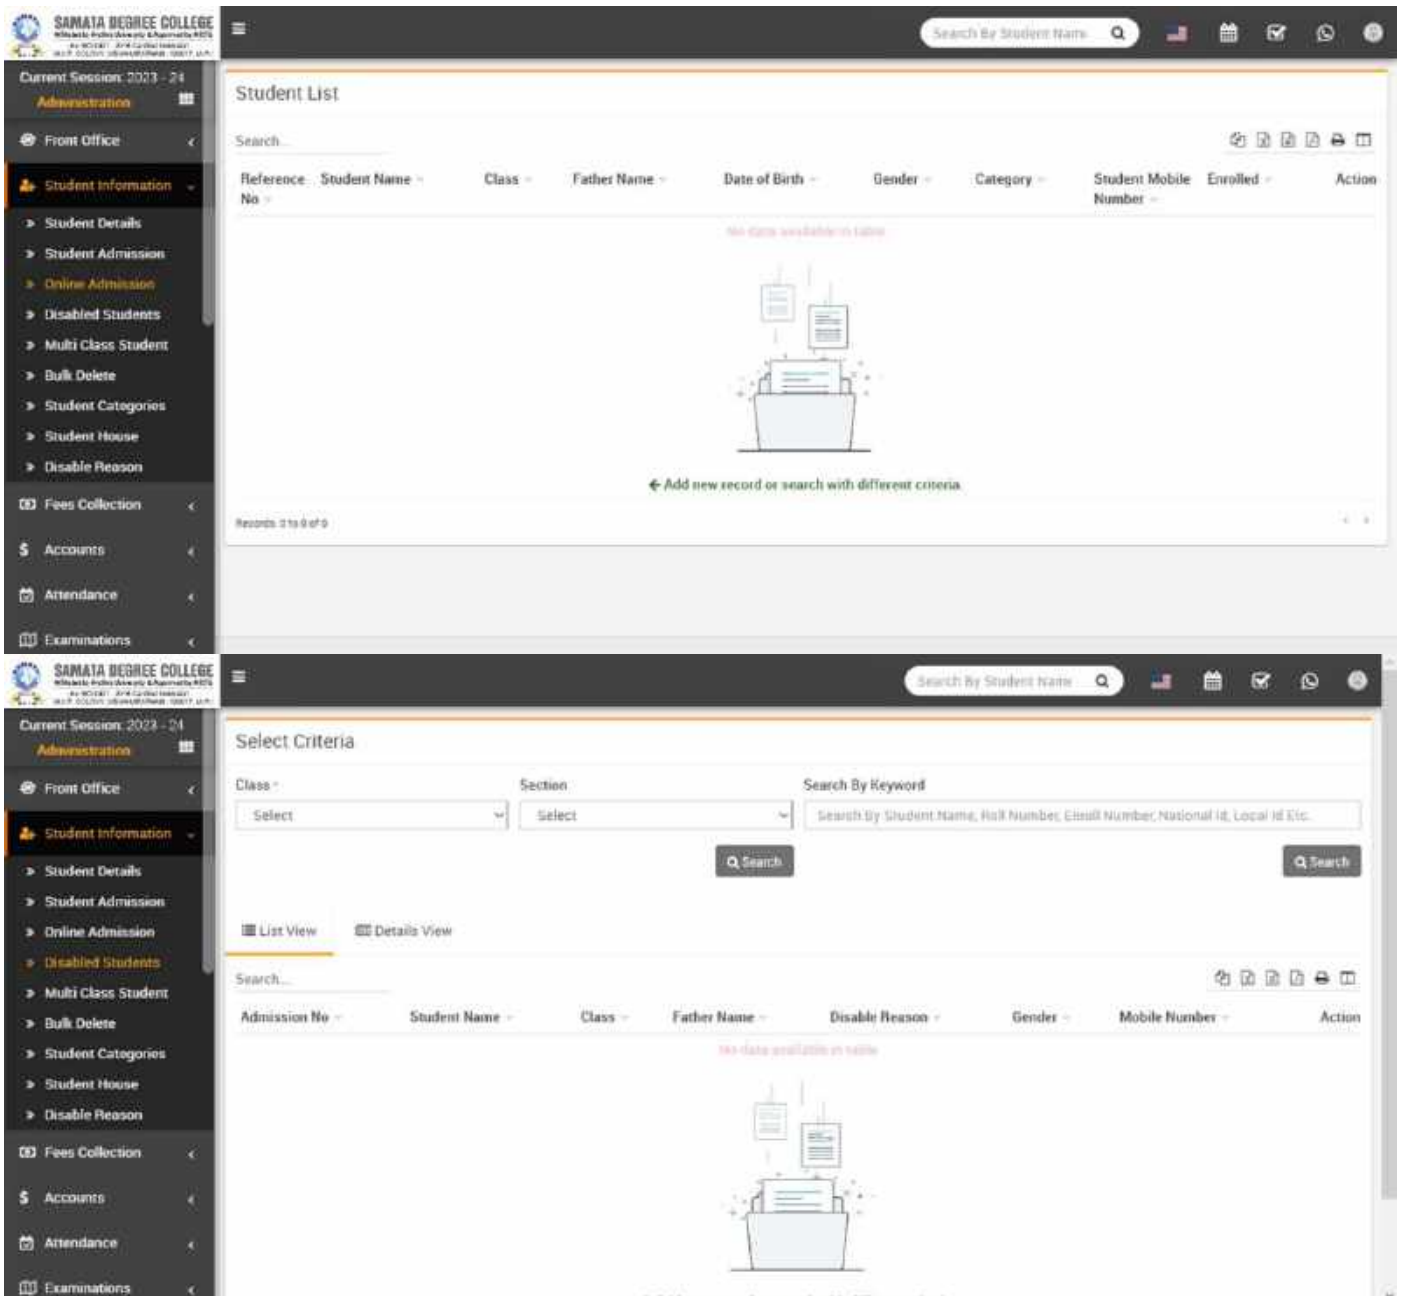 SAMATA DEGREE COLLEGE
Search By Student Name
Current Session: 2023 - 24
Administration
Front Office
Student Information
Student Details
Student Admission
Online Admission
Disabled Students
Multi Class Student
Bulk Delete
Student Categories
Student House
Disable Reason
Fees Collection
$ Accounts
Attendance
Examinations
Student List
Search...
Reference No Student Name Class Father Name Date of Birth Gender Category Student Mobile Number Enrolled Action
No data available in table
← Add new record or search with different criteria.
Records: 0 to 0 of 0
SAMATA DEGREE COLLEGE
Search By Student Name
Current Session: 2023 - 24
Administration
Front Office
Student Information
Student Details
Student Admission
Online Admission
Disabled Students
Multi Class Student
Bulk Delete
Student Categories
Student House
Disable Reason
Fees Collection
$ Accounts
Attendance
Examinations
Select Criteria
Class * Section Search By Keyword
Select Select Search By Student Name, Roll Number, Enroll Number, National Id, Local Id Etc.
Search Search
List View Details View
Search...
Admission No Student Name Class Father Name Disable Reason Gender Mobile Number Action
No data available in table